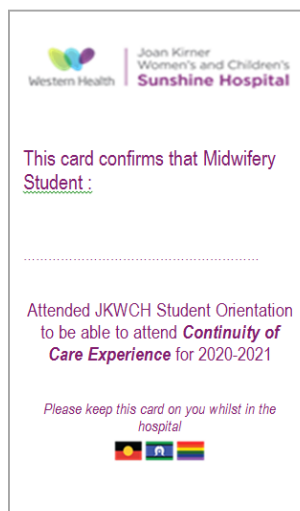 Western Health
Joan Kirner
Women's and Children's
Sunshine Hospital
This card confirms that Midwifery
Student :
................................................................
Attended JKWCH Student Orientation
to be able to attend Continuity of
Care Experience for 2020-2021
Please keep this card on you whilst in the
hospital